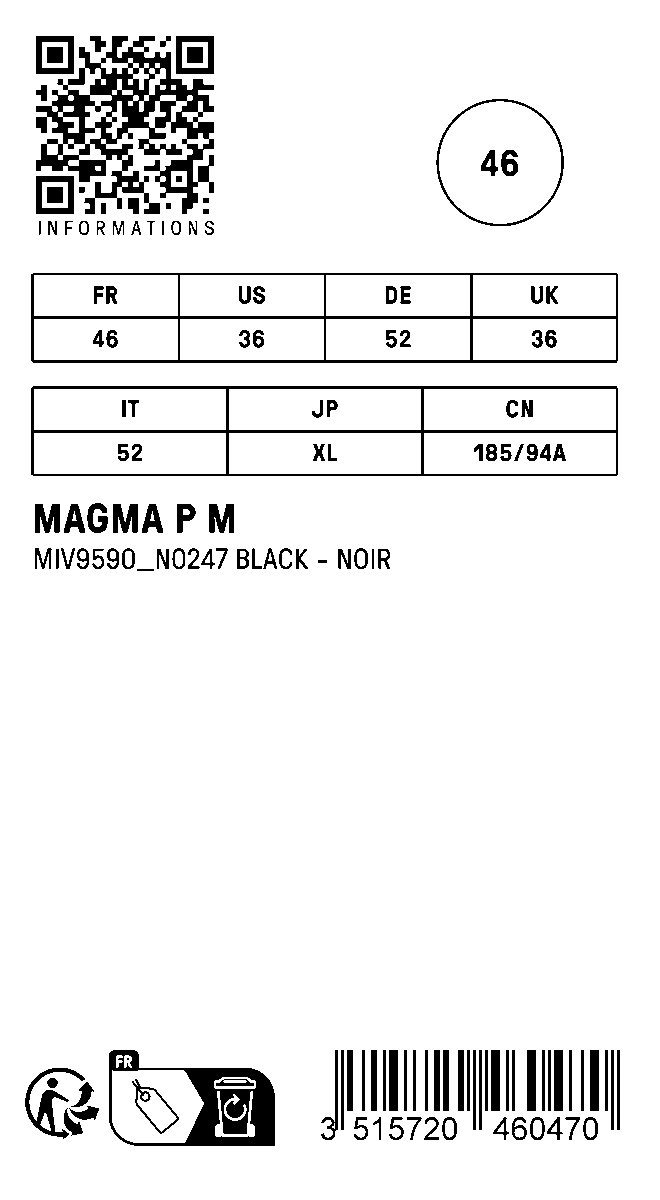 INFORMATIONS
46
FR US DE UK
46 36 52 36
IT JP CN
52 XL 185/94A
MAGMA P M
MIV9590_N0247 BLACK - NOIR
FR
3 515720 460470